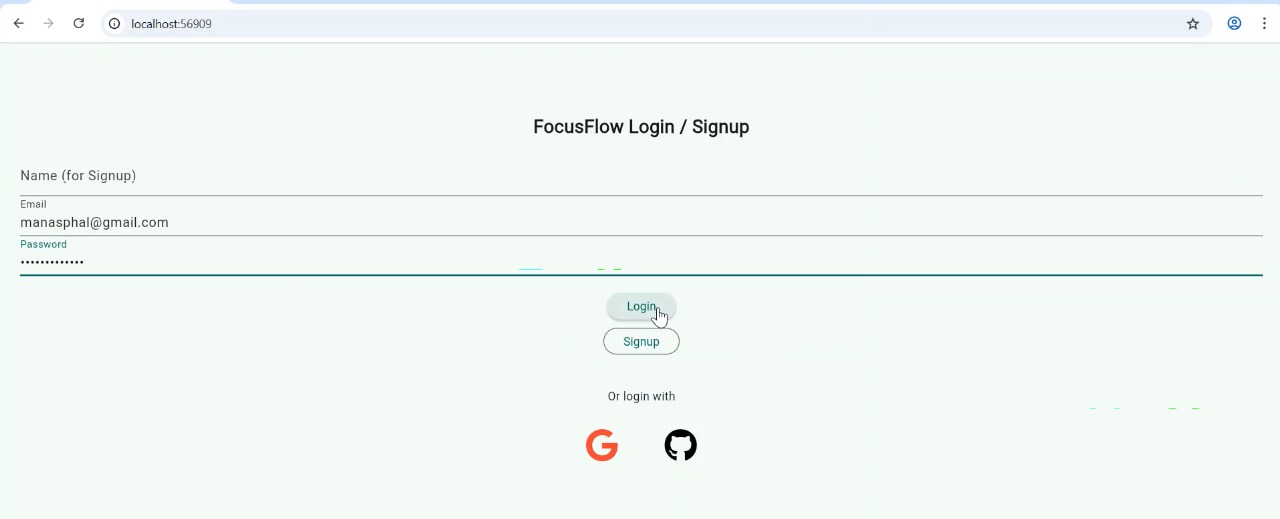 localhost:56909
FocusFlow Login / Signup
Name (for Signup)
Email
manasphal@gmail.com
Password
•••••••••••••
Login
Signup
Or login with